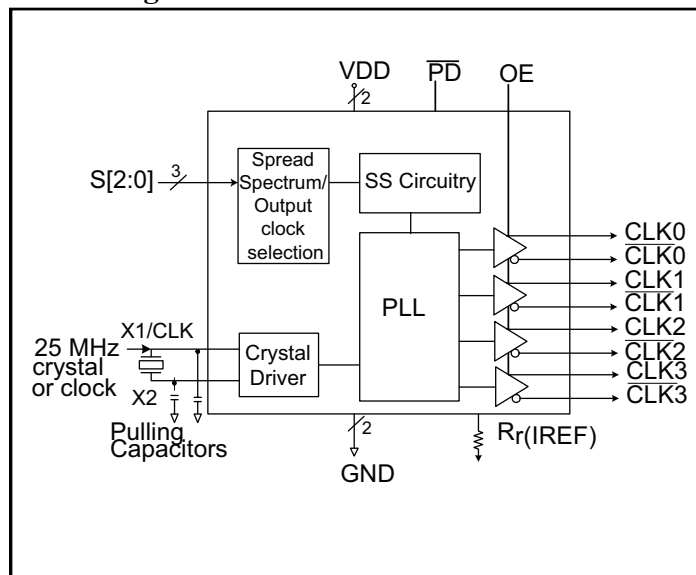 VDD
PD
OE
2
S[2:0]
3
Spread
Spectrum/
Output
clock
selection
SS Circuitry
PLL
CLK0
CLK0
CLK1
CLK1
CLK2
CLK2
CLK3
CLK3
X1/CLK
25 MHz
crystal
or clock
Crystal
Driver
X2
Pulling
Capacitors
2
GND
Rr(IREF)